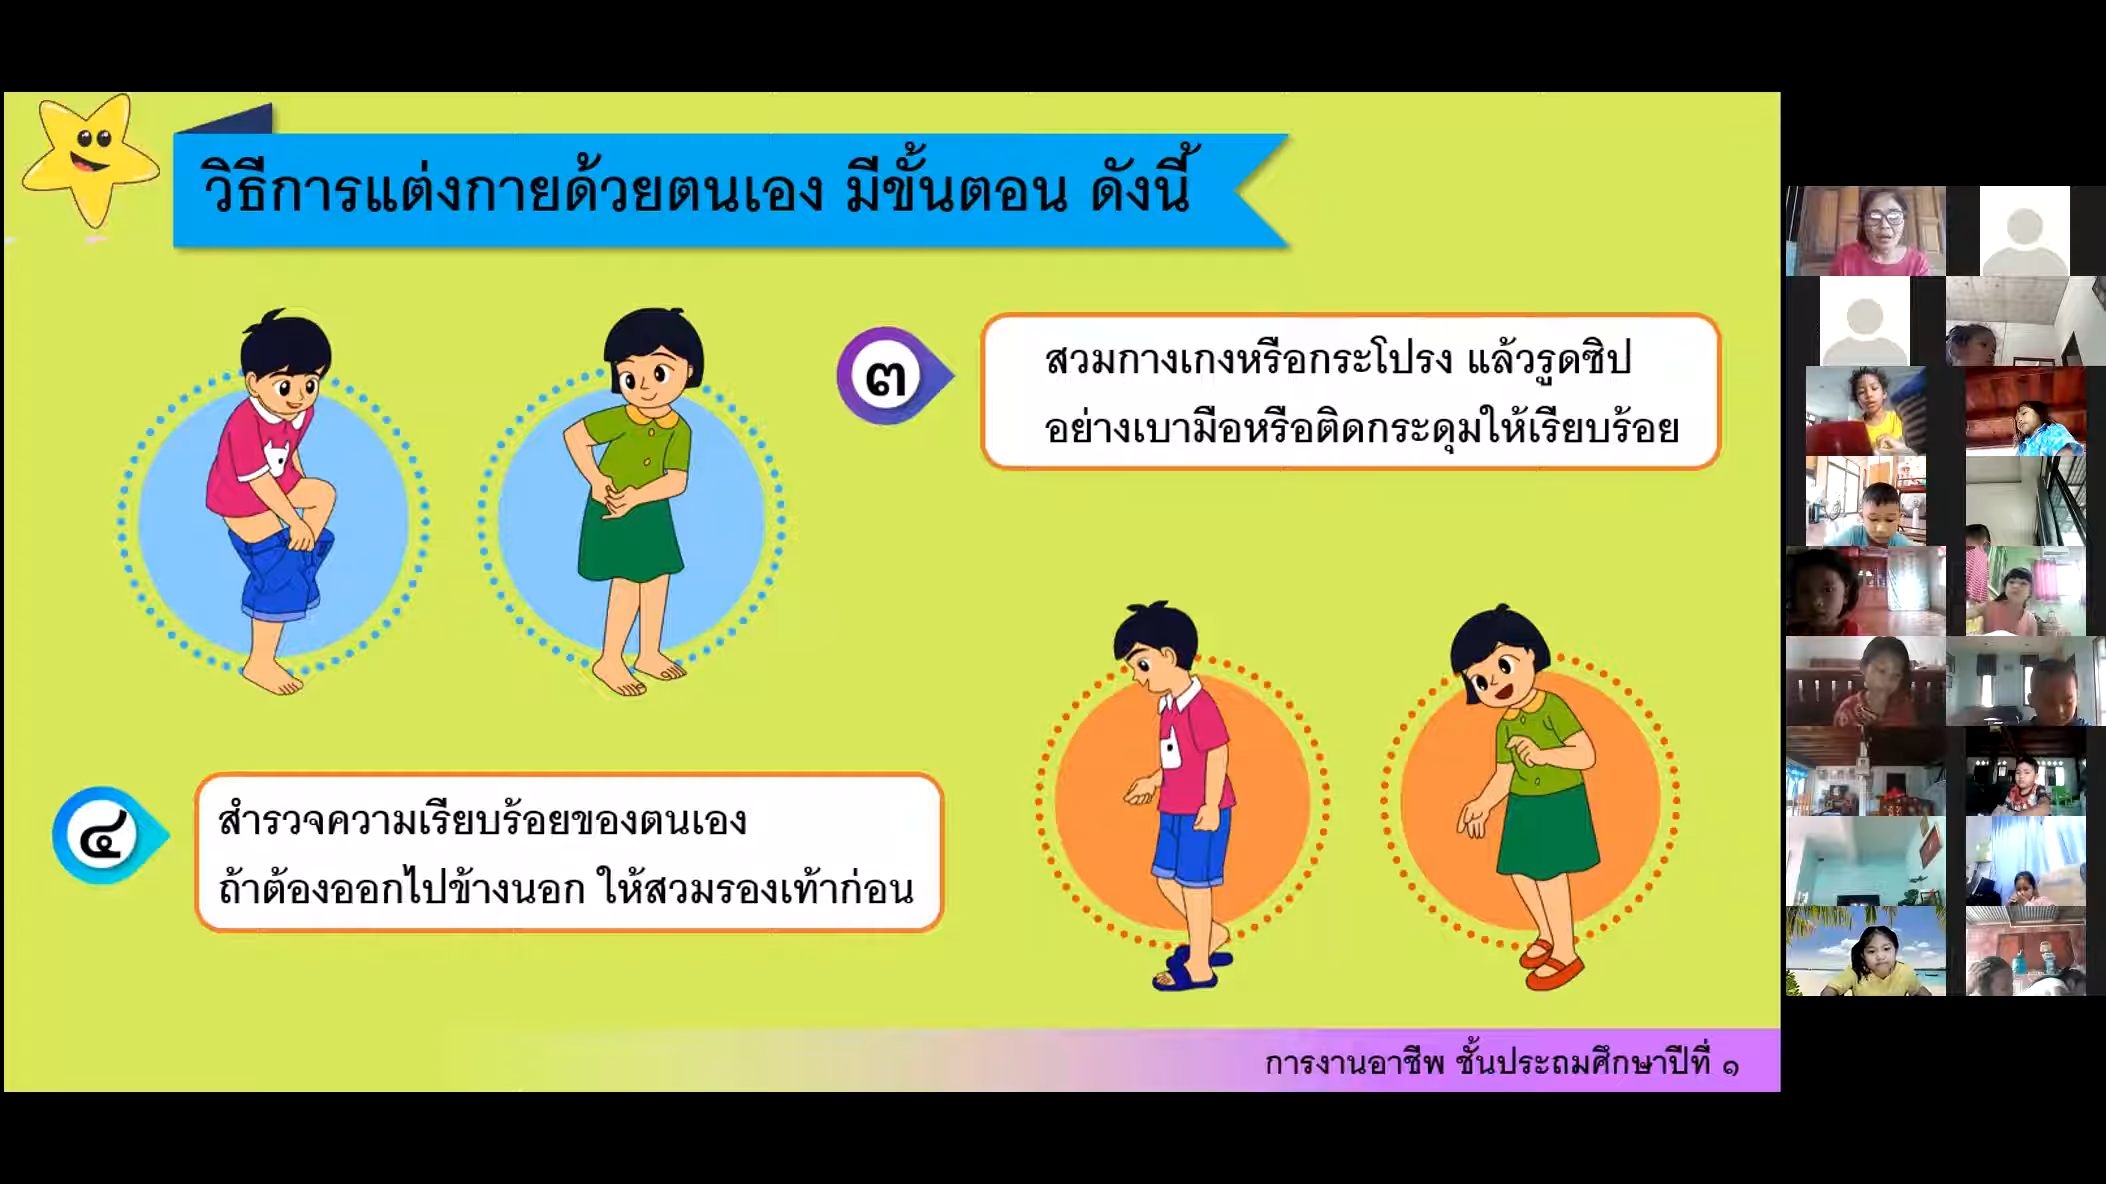 วิธีการแต่งกายด้วยตนเอง มีขั้นตอน ดังนี้
๓
สวมกางเกงหรือกระโปรง แล้วรูดซิป
อย่างเบามือหรือติดกระดุมให้เรียบร้อย
๔
สำรวจความเรียบร้อยของตนเอง
ถ้าต้องออกไปข้างนอก ให้สวมรองเท้าก่อน
การงานอาชีพ ชั้นประถมศึกษาปีที่ ๑